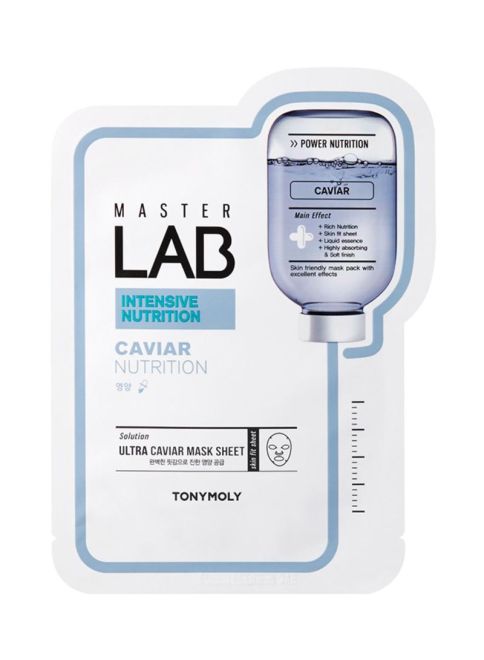 >> POWER NUTRITION
CAVIAR
Main Effect
+ Rich Nutrition
+ Skin fit sheet
+ Liquid essence
+ Highly absorbing
& Soft finish
Skin friendly mask pack with
excellent effects
MASTER
LAB
INTENSIVE
NUTRITION
CAVIAR
NUTRITION
영양
Solution
ULTRA CAVIAR MASK SHEET
완벽한 핏감으로 진한 영양 공급
skin fit sheet
TONYMOLY